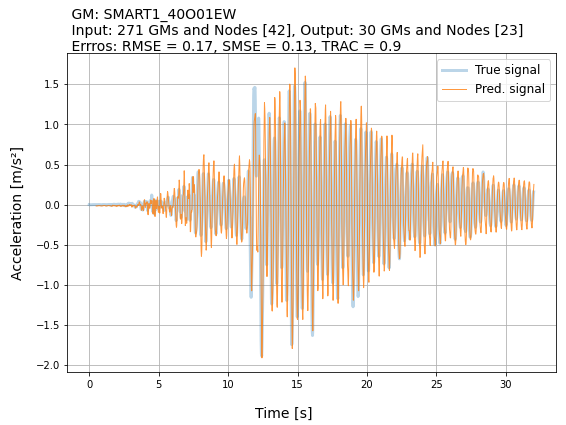 GM: SMART1_40O01EW
Input: 271 GMs and Nodes [42], Output: 30 GMs and Nodes [23]
Errros: RMSE = 0.17, SMSE = 0.13, TRAC = 0.9
True signal
Pred. signal
1.5
1.0
0.5
0.0
−0.5
−1.0
−1.5
−2.0
Acceleration [m/s²]
0 5 10 15 20 25 30
Time [s]